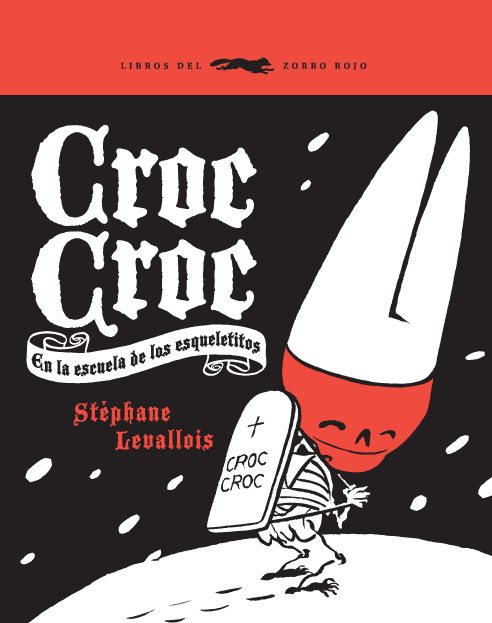 LIBROS DEL ZORRO ROJO
Croc
Croc
En la escuela de los esqueletitos
Stéphane
Levallois
CROC
CROC